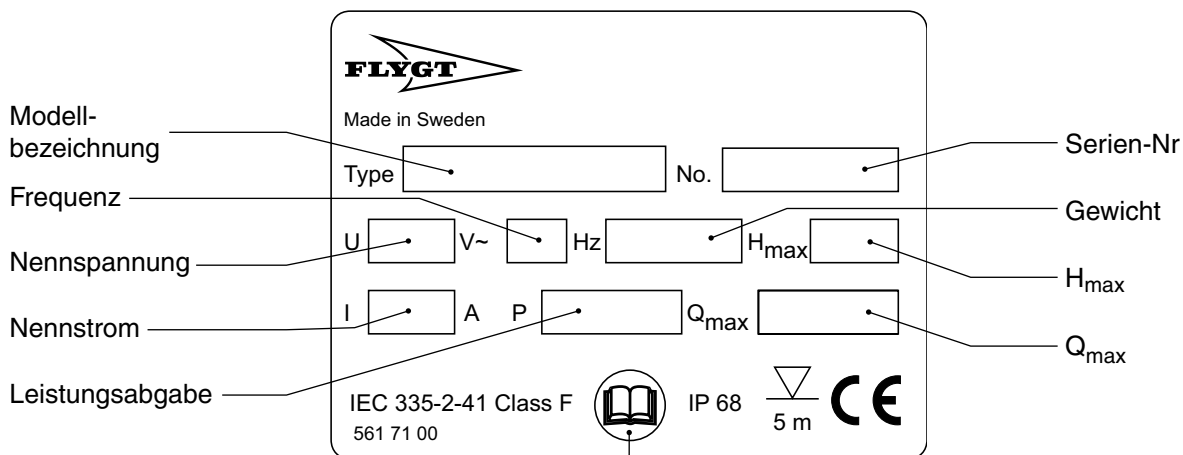 FLYGT
Made in Sweden
Modell-
bezeichnung
Type
No.
Serien-Nr
Frequenz
Gewicht
U
V~
Hz
Hmax
Nennspannung
Hmax
Nennstrom
I
A
P
Qmax
Qmax
Leistungsabgabe
IEC 335-2-41 Class F
IP 68
5 m
CE
561 71 00